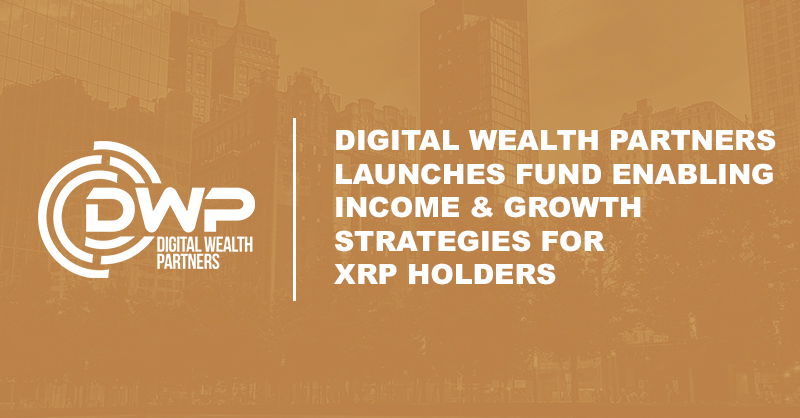 DWP
DIGITAL WEALTH
PARTNERS
DIGITAL WEALTH PARTNERS
LAUNCHES FUND ENABLING
INCOME & GROWTH
STRATEGIES FOR
XRP HOLDERS